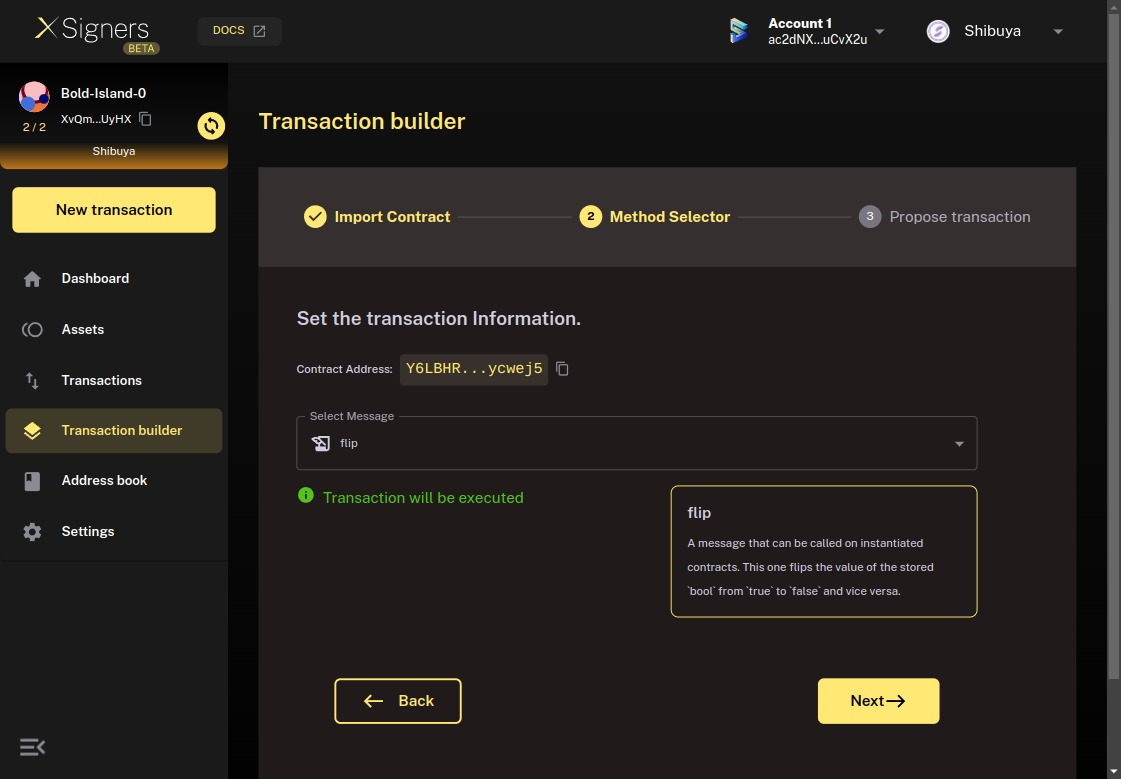 XSigners
BETA
DOCS
Account 1
ac2dNX...uCvX2u
Shibuya
Bold-Island-0
2 / 2
XvQm...UyHX
Shibuya
New transaction
Dashboard
Assets
Transactions
Transaction builder
Address book
Settings
Transaction builder
Import Contract
2
Method Selector
3
Propose transaction
Set the transaction Information.
Contract Address:
Y6LBHR...ycwej5
Select Message
flip
Transaction will be executed
flip
A message that can be called on instantiated
contracts. This one flips the value of the stored
`bool` from `true` to `false` and vice versa.
Back
Next